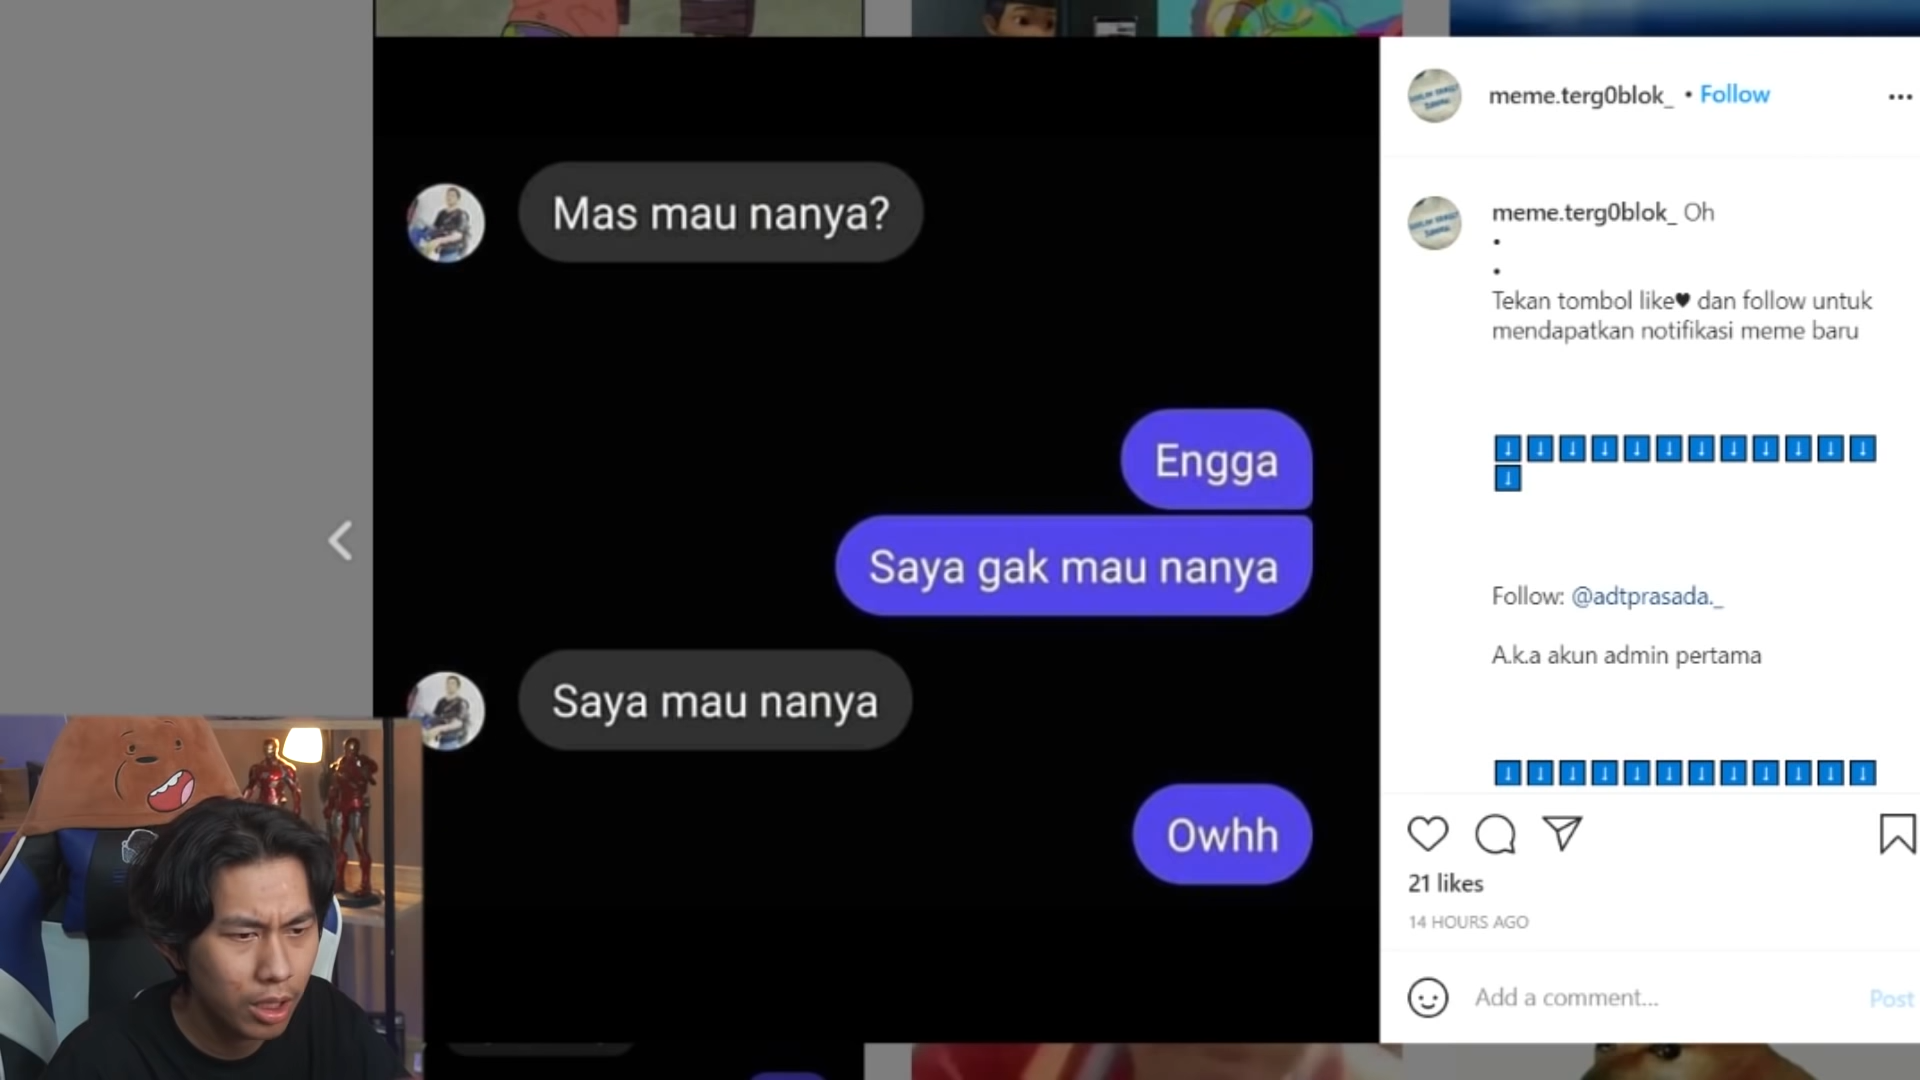 Mas mau nanya?
Engga
Saya gak mau nanya
Saya mau nanya
Owhh
meme.terg0blok_ • Follow
meme.terg0blok_ Oh
•
•
Tekan tombol like♥ dan follow untuk
mendapatkan notifikasi meme baru
Follow: @adtprasada._
A.k.a akun admin pertama
21 likes
14 HOURS AGO
Add a comment...
Post